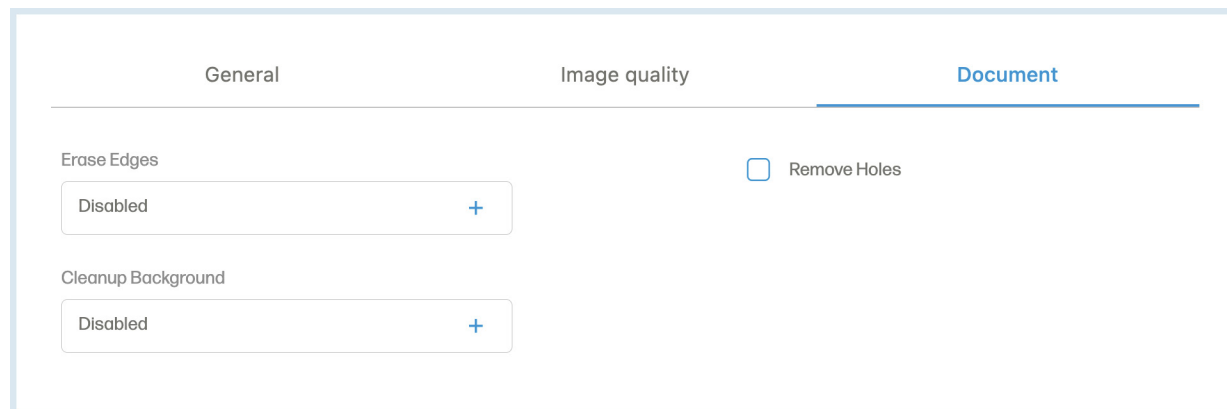 General
Image quality
Document
Erase Edges
Disabled
+
Remove Holes
Cleanup Background
Disabled
+